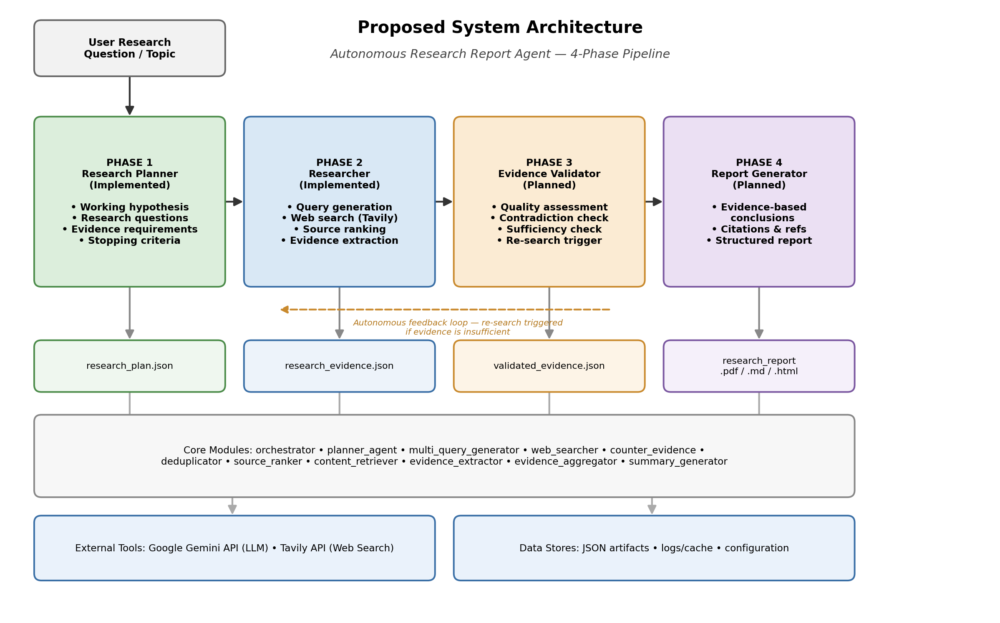 Proposed System Architecture
Autonomous Research Report Agent — 4-Phase Pipeline
User Research
Question / Topic
PHASE 1
Research Planner
(Implemented)
• Working hypothesis
• Research questions
• Evidence requirements
• Stopping criteria
PHASE 2
Researcher
(Implemented)
• Query generation
• Web search (Tavily)
• Source ranking
• Evidence extraction
PHASE 3
Evidence Validator
(Planned)
• Quality assessment
• Contradiction check
• Sufficiency check
• Re-search trigger
PHASE 4
Report Generator
(Planned)
• Evidence-based
conclusions
• Citations & refs
• Structured report
Autonomous feedback loop — re-search triggered
if evidence is insufficient
research_plan.json
research_evidence.json
validated_evidence.json
research_report
.pdf / .md / .html
Core Modules: orchestrator • planner_agent • multi_query_generator • web_searcher • counter_evidence •
deduplicator • source_ranker • content_retriever • evidence_extractor • evidence_aggregator • summary_generator
External Tools: Google Gemini API (LLM) • Tavily API (Web Search)
Data Stores: JSON artifacts • logs/cache • configuration